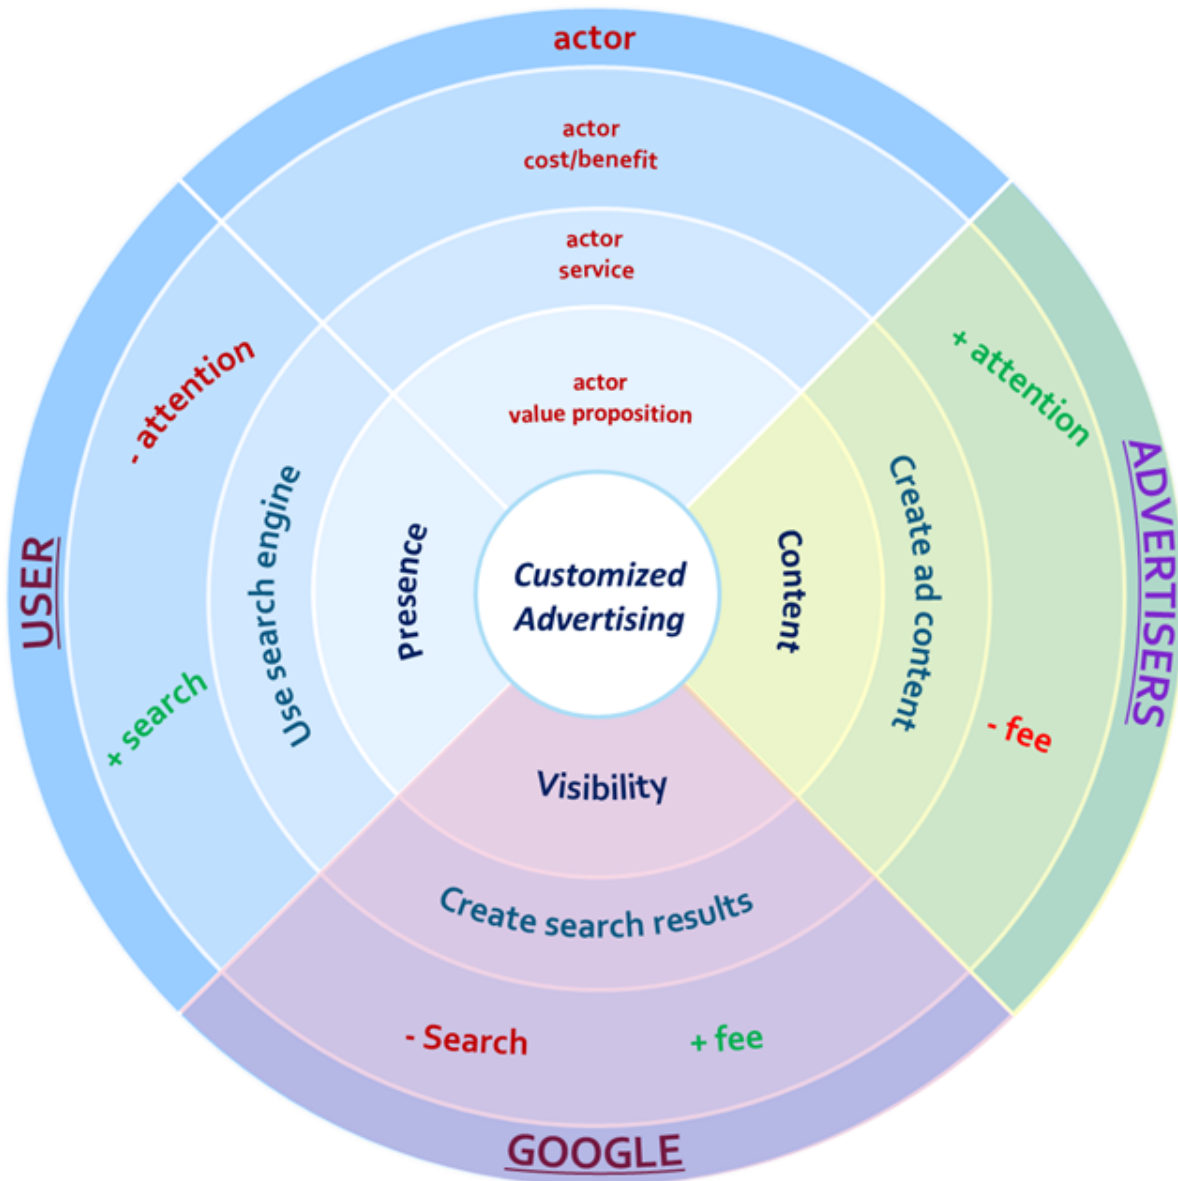 actor
actor
cost/benefit
actor
service
actor
value proposition
USER
- attention
+ search
Use search engine
Presence
Customized
Advertising
Content
Create ad content
+ attention
- fee
ADVERTISERS
Visibility
Create search results
- Search
+ fee
GOOGLE